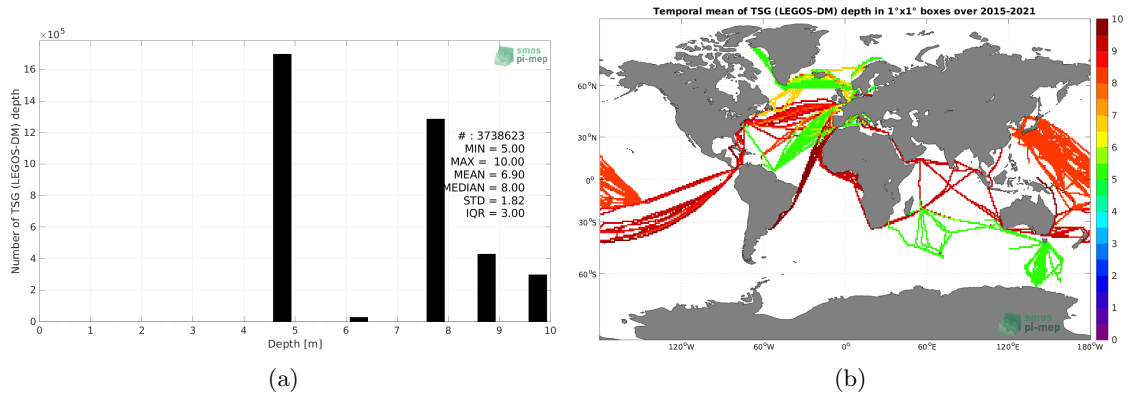 ×10⁵
smos
pi-mep
16
14
12
10
8
6
4
2
0
Number of TSG (LEGOS-DM) depth
# : 3738623
MIN = 5.00
MAX = 10.00
MEAN = 6.90
MEDIAN = 8.00
STD = 1.82
IQR = 3.00
0 1 2 3 4 5 6 7 8 9 10
Depth [m]
(a)
Temporal mean of TSG (LEGOS-DM) depth in 1°x1° boxes over 2015-2021
60°N
30°N
0°
30°S
60°S
120°W 60°W 0° 60°E 120°E 180°W
smos
pi-mep
10
9
8
7
6
5
4
3
2
1
0
(b)